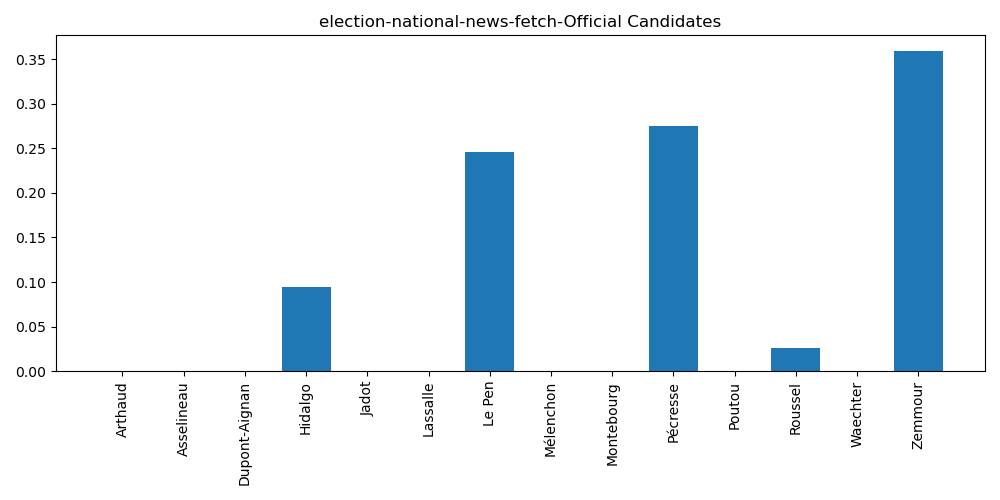 election-national-news-fetch-Official Candidates
0.35
0.30
0.25
0.20
0.15
0.10
0.05
0.00
Arthaud
Asselineau
Dupont-Aignan
Hidalgo
Jadot
Lassalle
Le Pen
Mélenchon
Montebourg
Pécresse
Poutou
Roussel
Waechter
Zemmour